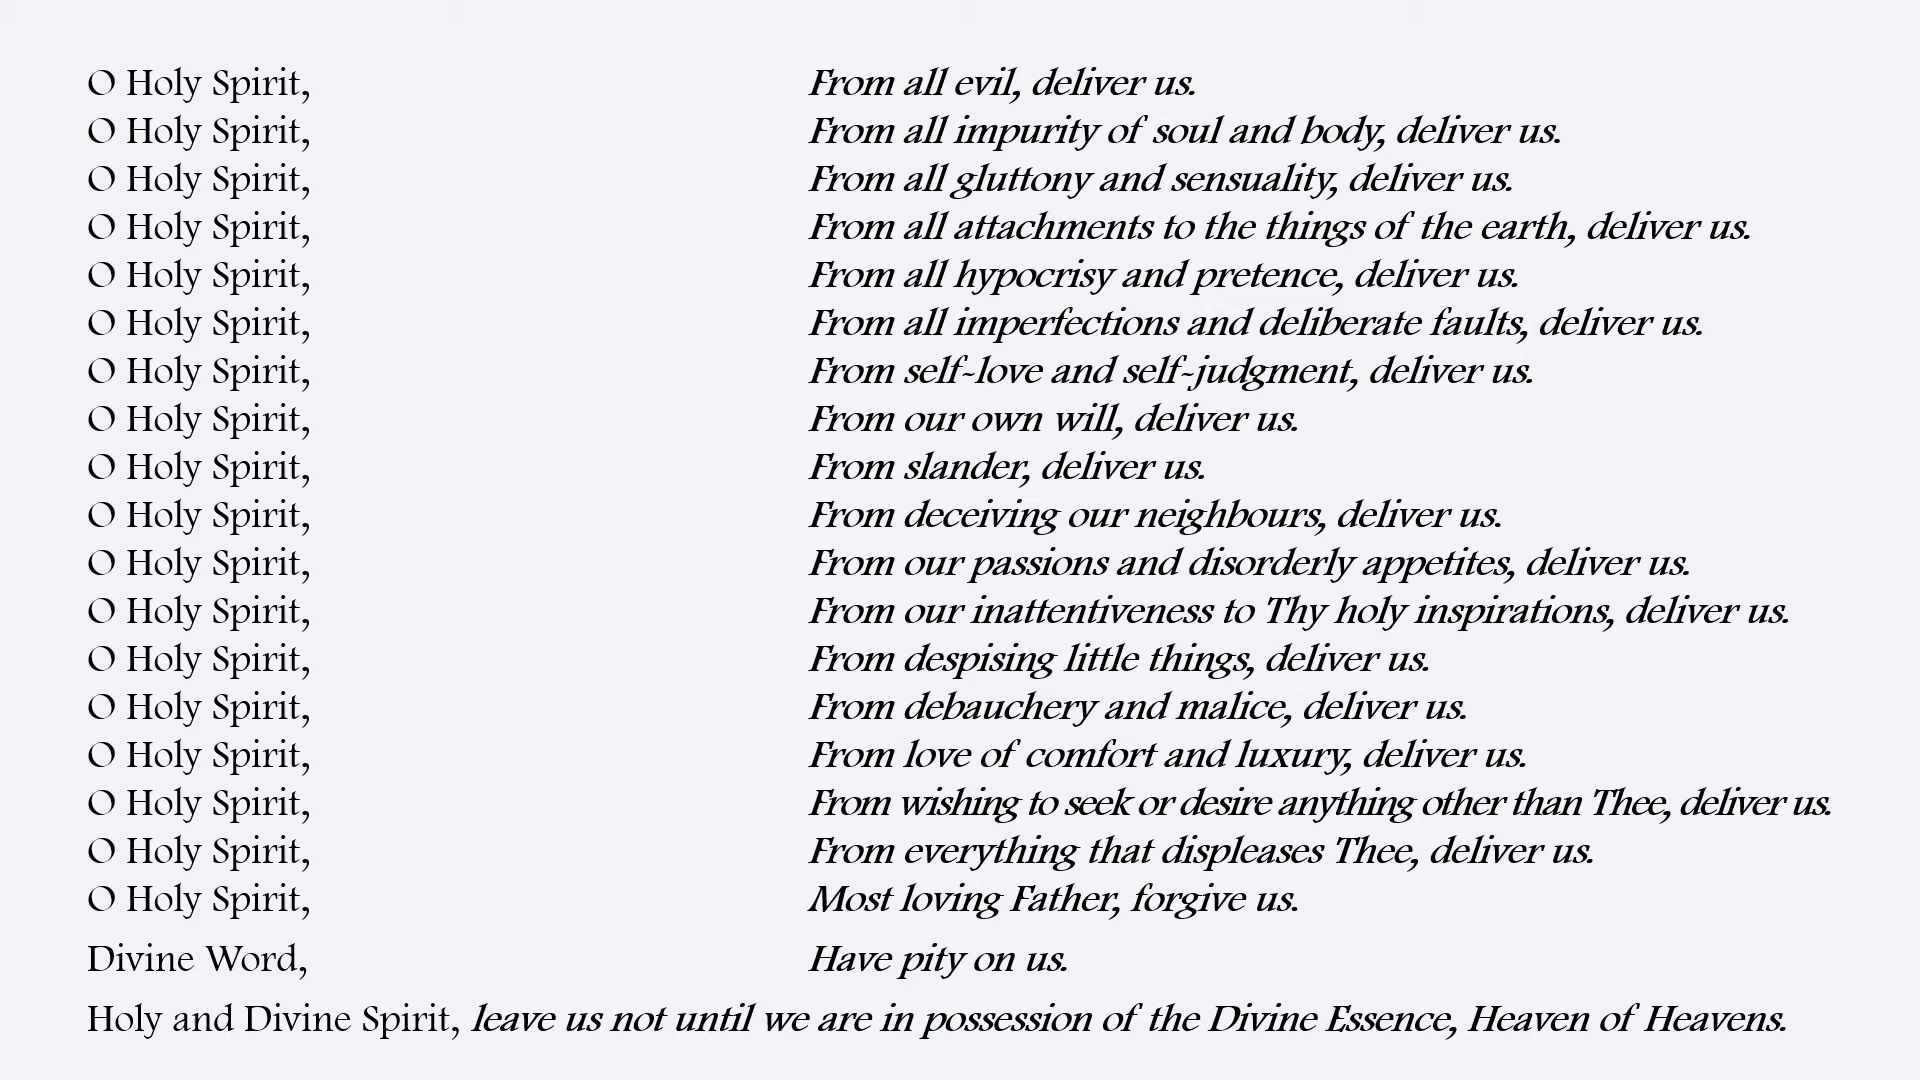 O Holy Spirit, From all evil, deliver us.
O Holy Spirit, From all impurity of soul and body, deliver us.
O Holy Spirit, From all gluttony and sensuality, deliver us.
O Holy Spirit, From all attachments to the things of the earth, deliver us.
O Holy Spirit, From all hypocrisy and pretence, deliver us.
O Holy Spirit, From all imperfections and deliberate faults, deliver us.
O Holy Spirit, From self-love and self-judgment, deliver us.
O Holy Spirit, From our own will, deliver us.
O Holy Spirit, From slander, deliver us.
O Holy Spirit, From deceiving our neighbours, deliver us.
O Holy Spirit, From our passions and disorderly appetites, deliver us.
O Holy Spirit, From our inattentiveness to Thy holy inspirations, deliver us.
O Holy Spirit, From despising little things, deliver us.
O Holy Spirit, From debauchery and malice, deliver us.
O Holy Spirit, From love of comfort and luxury, deliver us.
O Holy Spirit, From wishing to seek or desire anything other than Thee, deliver us.
O Holy Spirit, From everything that displeases Thee, deliver us.
O Holy Spirit, Most loving Father, forgive us.
Divine Word, Have pity on us.
Holy and Divine Spirit, leave us not until we are in possession of the Divine Essence, Heaven of Heavens.